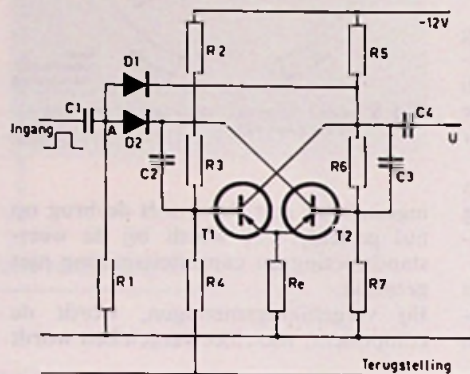 -12V
R2
R5
D1
C1
C4
Ingang
A
D2
U
C2
R3
R6
C3
T1
T2
R1
R4
Re
R7
Terugstelling